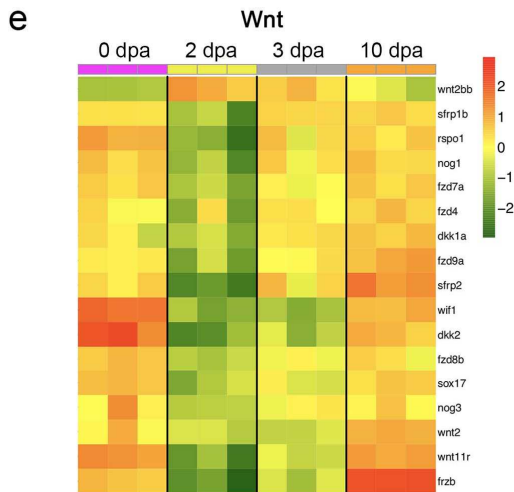 e
Wnt
0 dpa 2 dpa 3 dpa 10 dpa
wnt2bb
sfrp1b
rspo1
nog1
fzd7a
fzd4
dkk1a
fzd9a
sfrp2
wif1
dkk2
fzd8b
sox17
nog3
wnt2
wnt11r
frzb
2
1
0
−1
−2